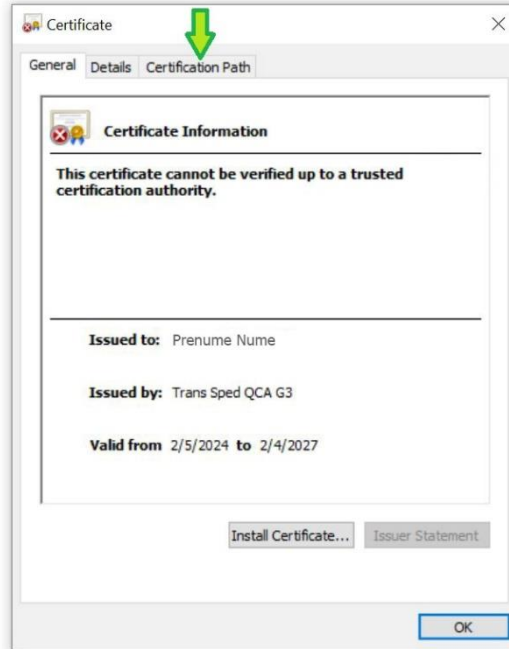 Certificate
General Details Certification Path
Certificate Information
This certificate cannot be verified up to a trusted
certification authority.
Issued to: Prenume Nume
Issued by: Trans Sped QCA G3
Valid from 2/5/2024 to 2/4/2027
Install Certificate... Issuer Statement
OK